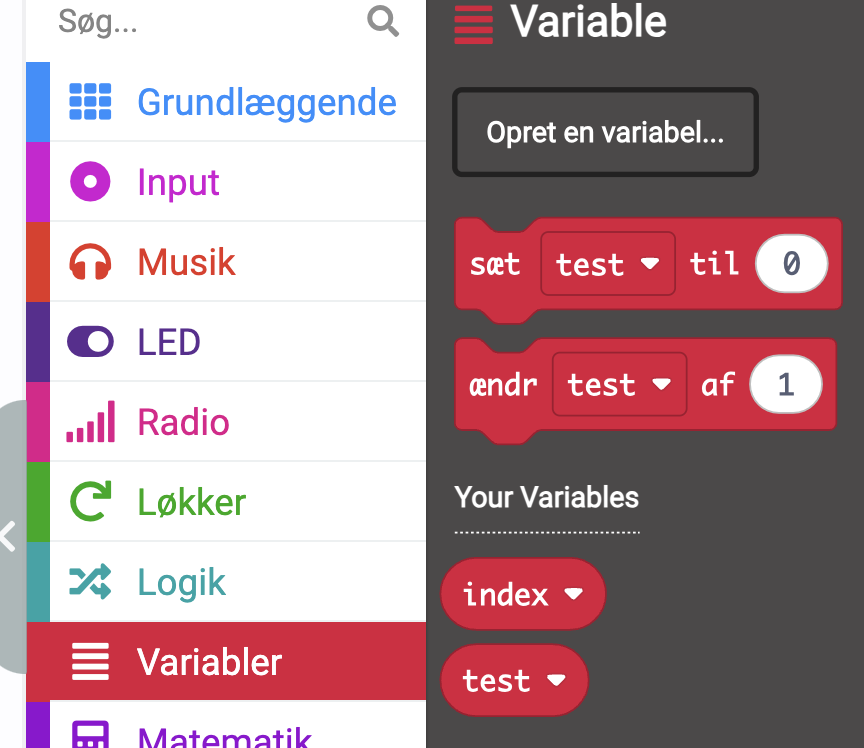 Søg...
Grundlæggende
Input
Musik
LED
Radio
Løkker
Logik
Variabler
Matematik
Variable
Opret en variabel...
sæt test til 0
ændr test af 1
Your Variables
index
test